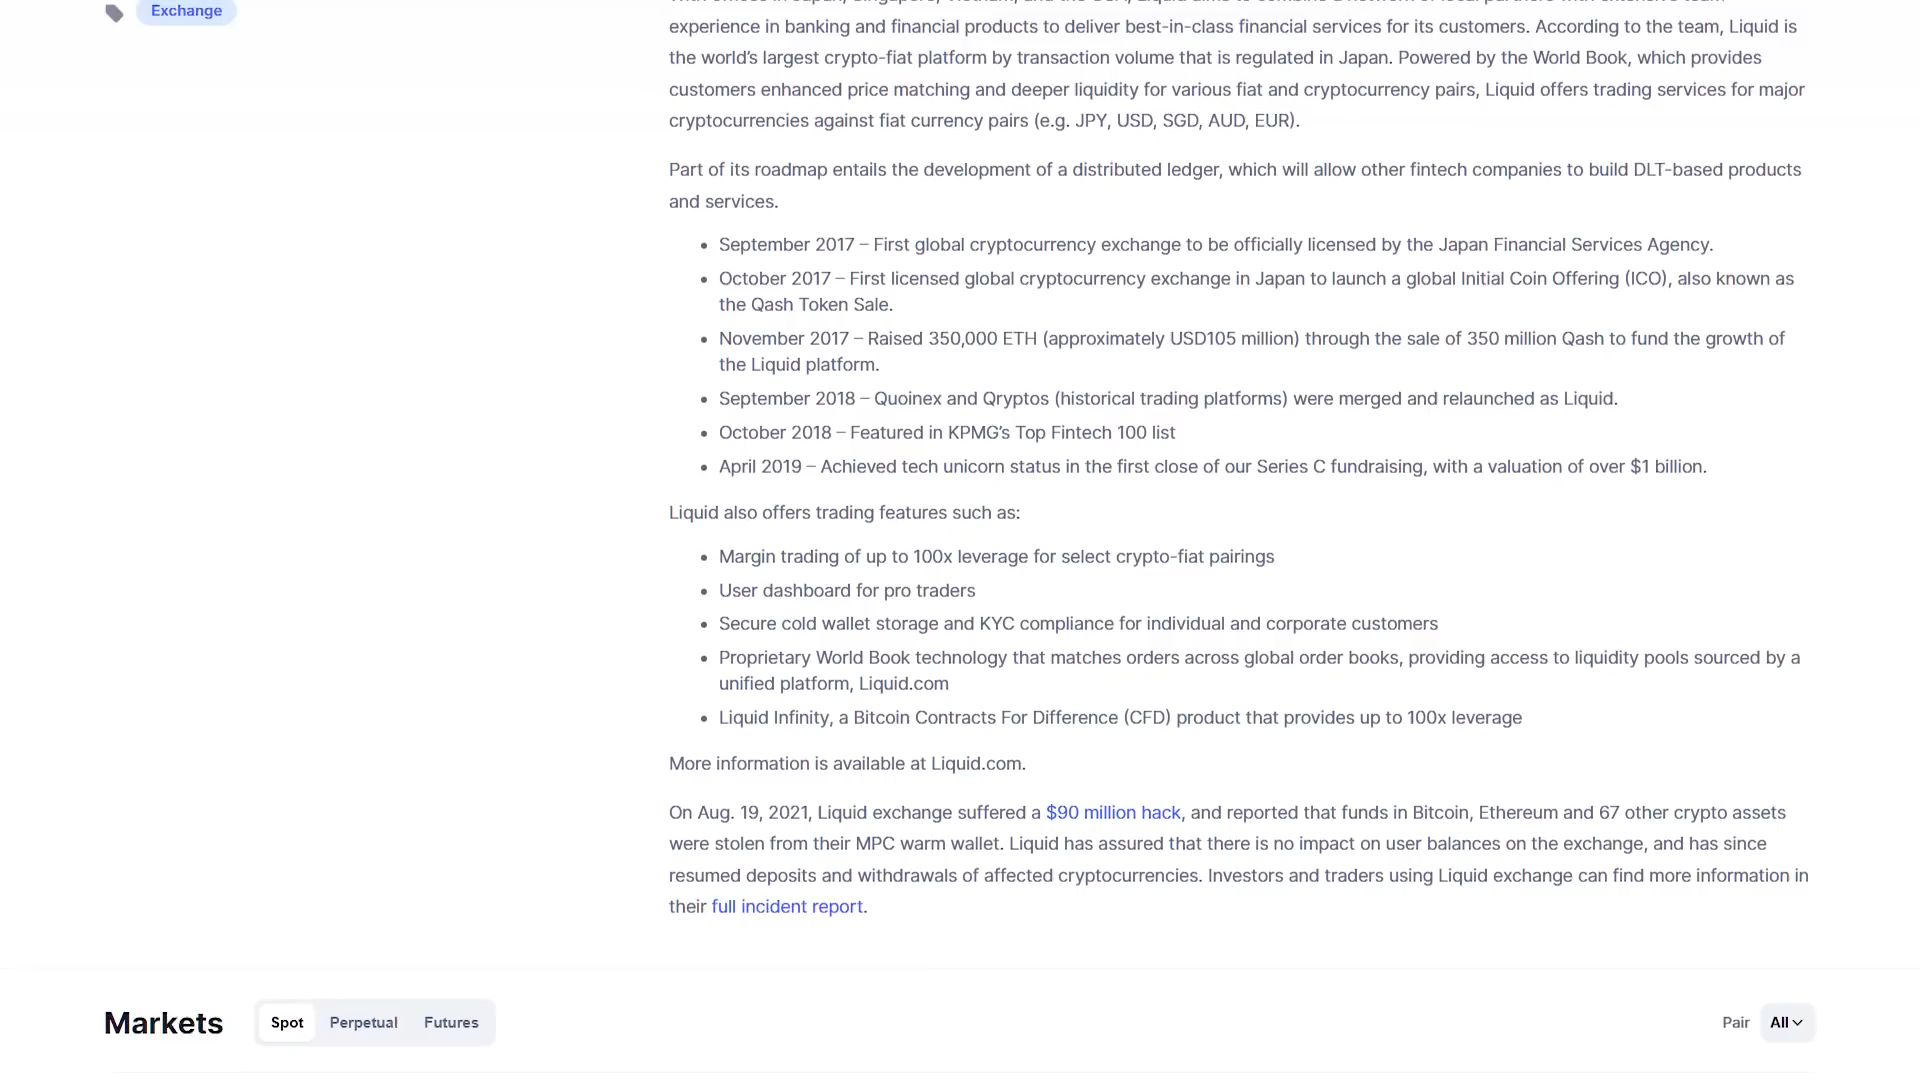 Exchange
experience in banking and financial products to deliver best-in-class financial services for its customers. According to the team, Liquid is
the world's largest crypto-fiat platform by transaction volume that is regulated in Japan. Powered by the World Book, which provides
customers enhanced price matching and deeper liquidity for various fiat and cryptocurrency pairs, Liquid offers trading services for major
cryptocurrencies against fiat currency pairs (e.g. JPY, USD, SGD, AUD, EUR).
Part of its roadmap entails the development of a distributed ledger, which will allow other fintech companies to build DLT-based products
and services.
• September 2017 – First global cryptocurrency exchange to be officially licensed by the Japan Financial Services Agency.
• October 2017 – First licensed global cryptocurrency exchange in Japan to launch a global Initial Coin Offering (ICO), also known as
the Qash Token Sale.
• November 2017 – Raised 350,000 ETH (approximately USD105 million) through the sale of 350 million Qash to fund the growth of
the Liquid platform.
• September 2018 – Quoinex and Qryptos (historical trading platforms) were merged and relaunched as Liquid.
• October 2018 – Featured in KPMG's Top Fintech 100 list
• April 2019 – Achieved tech unicorn status in the first close of our Series C fundraising, with a valuation of over $1 billion.
Liquid also offers trading features such as:
• Margin trading of up to 100x leverage for select crypto-fiat pairings
• User dashboard for pro traders
• Secure cold wallet storage and KYC compliance for individual and corporate customers
• Proprietary World Book technology that matches orders across global order books, providing access to liquidity pools sourced by a
unified platform, Liquid.com
• Liquid Infinity, a Bitcoin Contracts For Difference (CFD) product that provides up to 100x leverage
More information is available at Liquid.com.
On Aug. 19, 2021, Liquid exchange suffered a $90 million hack, and reported that funds in Bitcoin, Ethereum and 67 other crypto assets
were stolen from their MPC warm wallet. Liquid has assured that there is no impact on user balances on the exchange, and has since
resumed deposits and withdrawals of affected cryptocurrencies. Investors and traders using Liquid exchange can find more information in
their full incident report.
Markets Spot Perpetual Futures Pair All